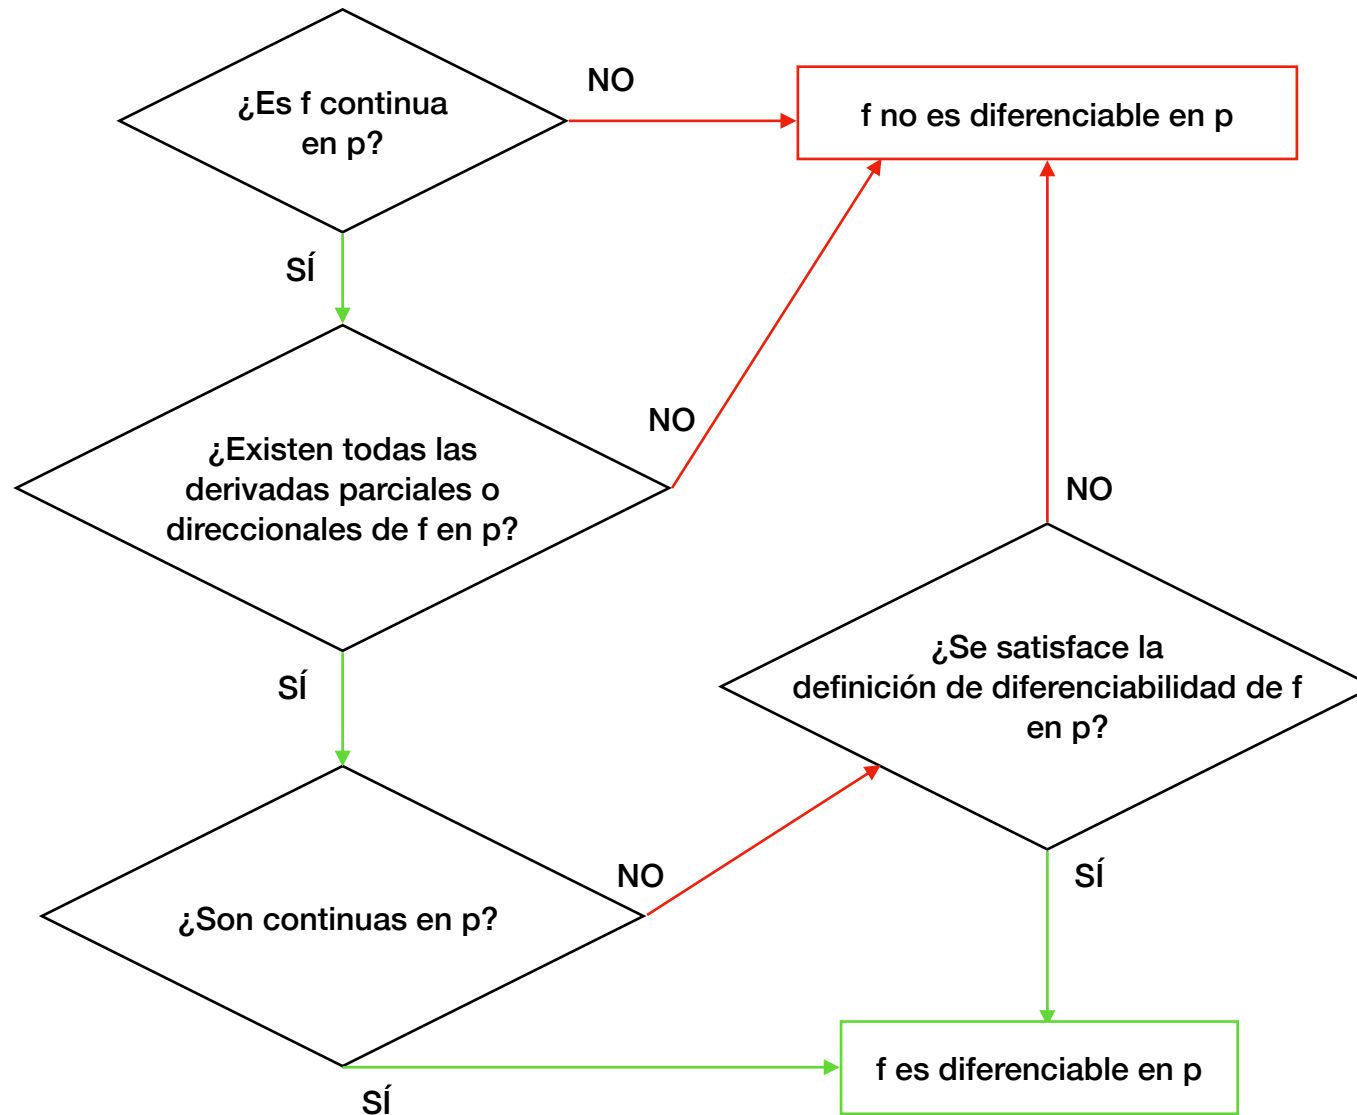 ¿Es f continua
en p?
NO
f no es diferenciable en p
SÍ
¿Existen todas las
derivadas parciales o
direccionales de f en p?
NO
SÍ
NO
¿Se satisface la
definición de diferenciabilidad de f
en p?
¿Son continuas en p?
NO
SÍ
SÍ
f es diferenciable en p